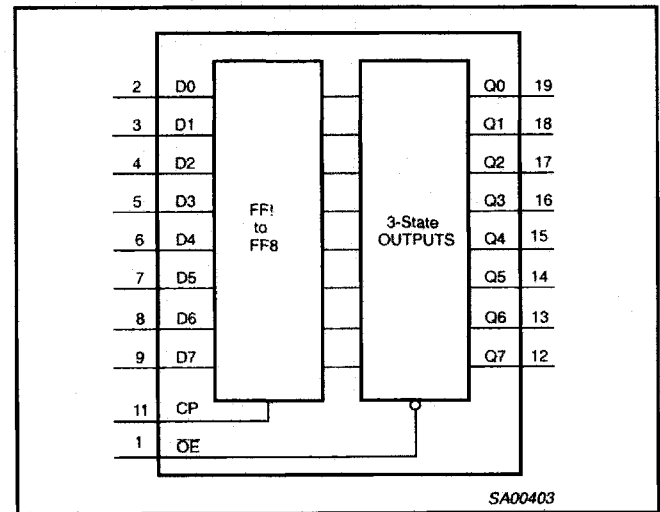 2 D0 Q0 19
3 D1 Q1 18
4 D2 Q2 17
5 D3 Q3 16
FF! to FF8
3-State OUTPUTS
6 D4 Q4 15
7 D5 Q5 14
8 D6 Q6 13
9 D7 Q7 12
11 CP
1 O̅E̅
SA00403